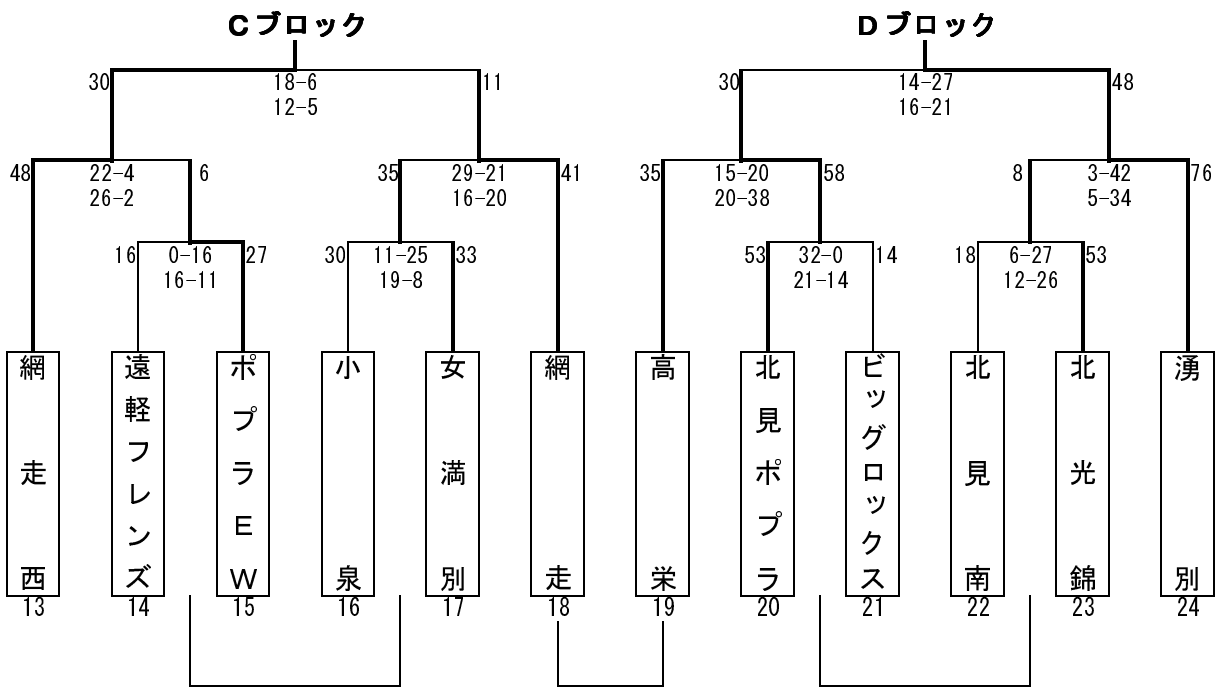 Cブロック
Dブロック
30 18-6 11
12-5
30 14-27 48
16-21
48 22-4 6
26-2
35 29-21 41
16-20
35 15-20 58
20-38
8 3-42 76
5-34
16 0-16 27
16-11
30 11-25 33
19-8
53 32-0 14
21-14
18 6-27 53
12-26
網走西
遠軽フレンズ
ポプラEW
小泉
女満別
網走
高栄
北見ポプラ
ビッグロックス
北見南
北光錦
湧別
13 14 15 16 17 18 19 20 21 22 23 24